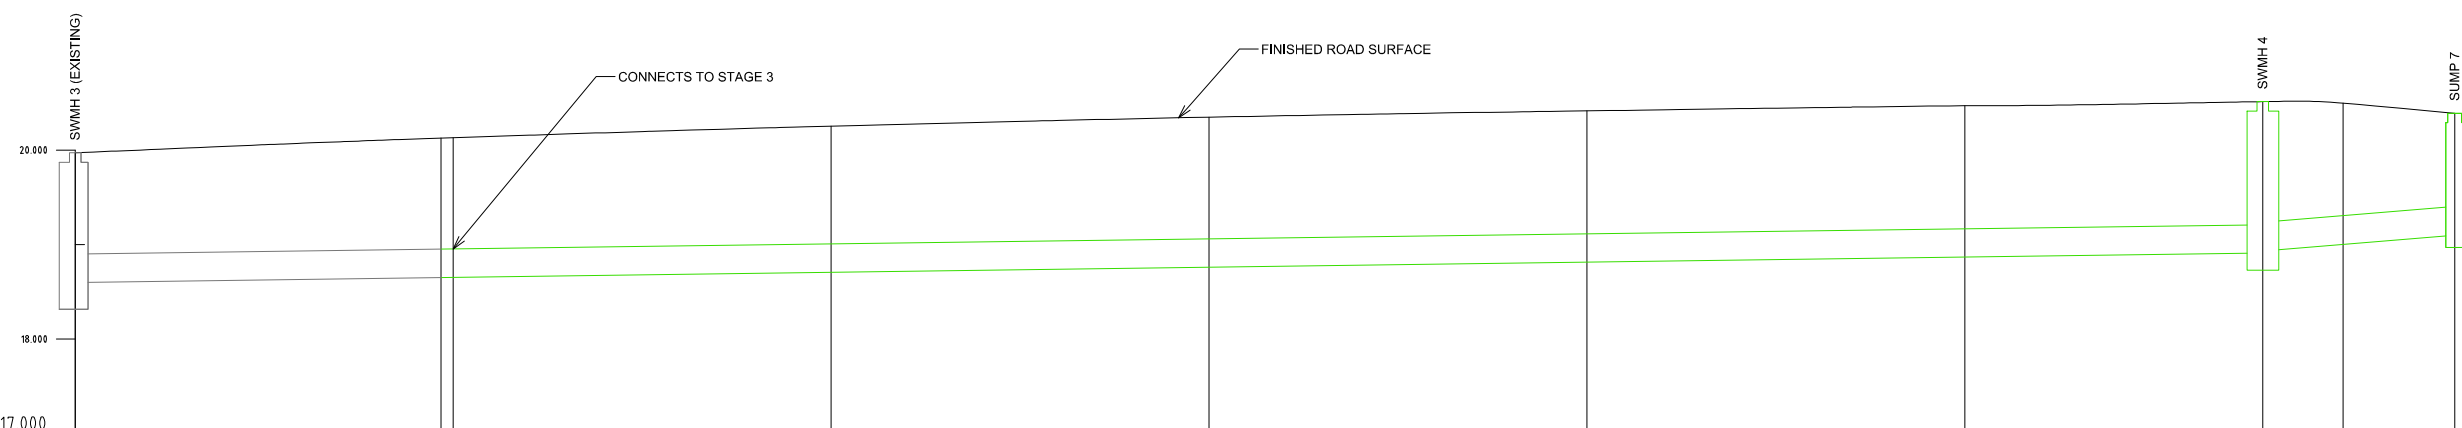 SWMH 3 (EXISTING)
CONNECTS TO STAGE 3
FINISHED ROAD SURFACE
SWMH 4
SUMP 7
20.000
18.000
17.000